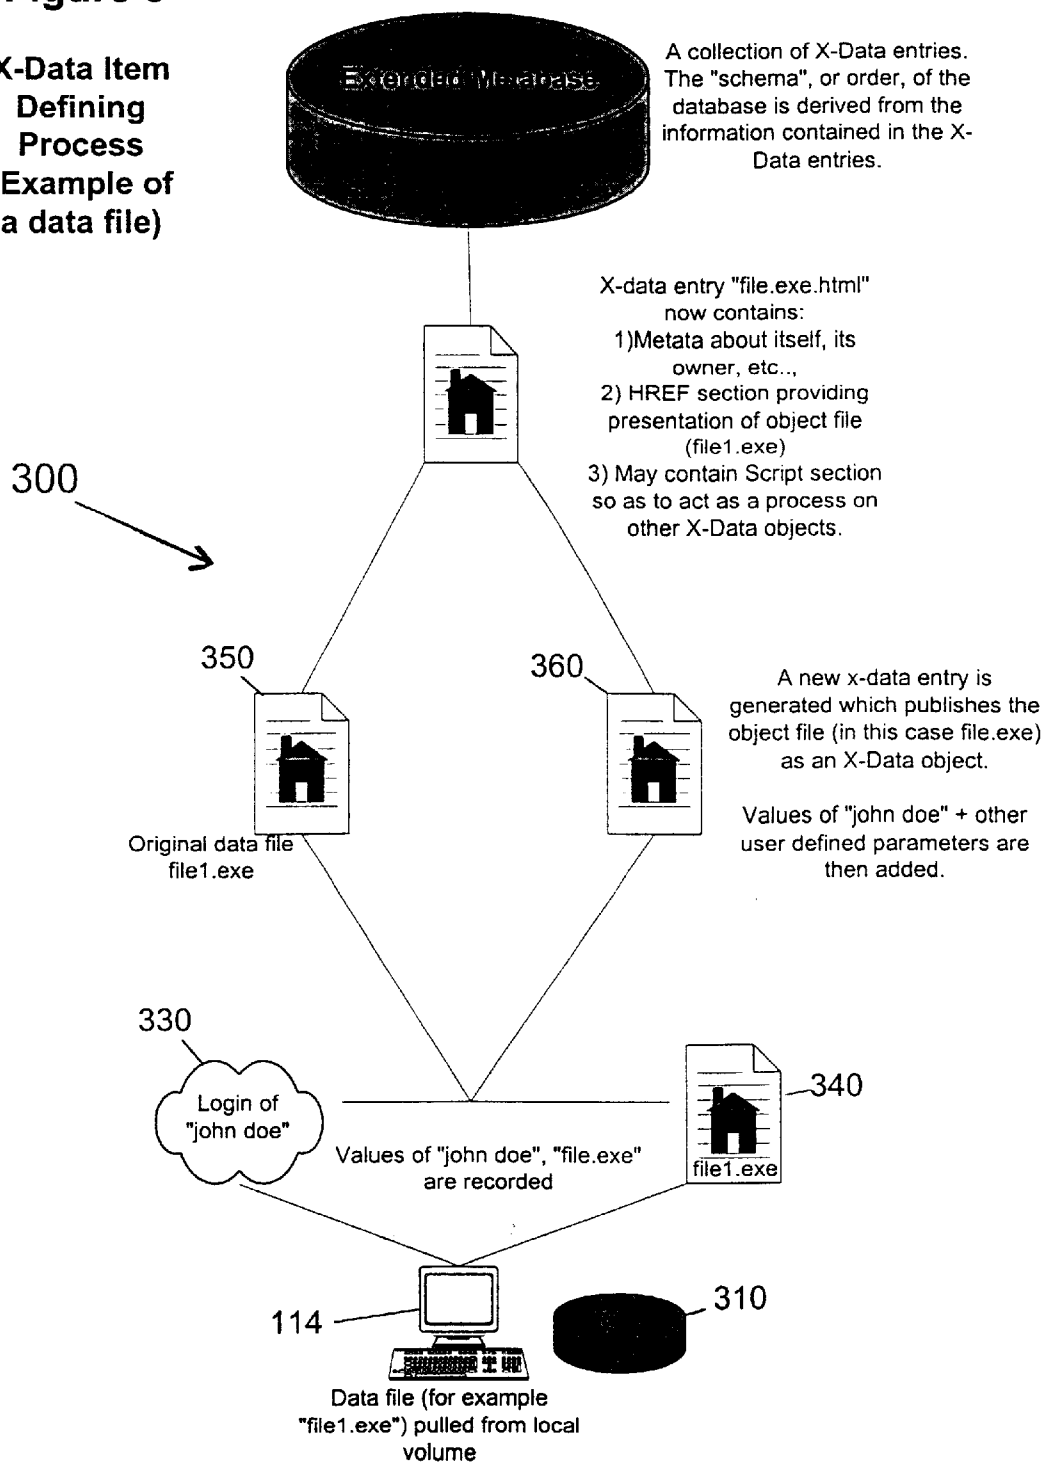 X-Data Item
Defining
Process
Example of
a data file)
Extended Metabase
A collection of X-Data entries.
The "schema", or order, of the
database is derived from the
information contained in the X-
Data entries.
X-data entry "file.exe.html"
now contains:
1)Metata about itself, its
owner, etc..,
2) HREF section providing
presentation of object file
(file1.exe)
3) May contain Script section
so as to act as a process on
other X-Data objects.
300
350
360
Original data file
file1.exe
A new x-data entry is
generated which publishes the
object file (in this case file.exe)
as an X-Data object.
Values of "john doe" + other
user defined parameters are
then added.
330
Login of
"john doe"
340
file1.exe
Values of "john doe", "file.exe"
are recorded
114
310
Data file (for example
"file1.exe") pulled from local
volume